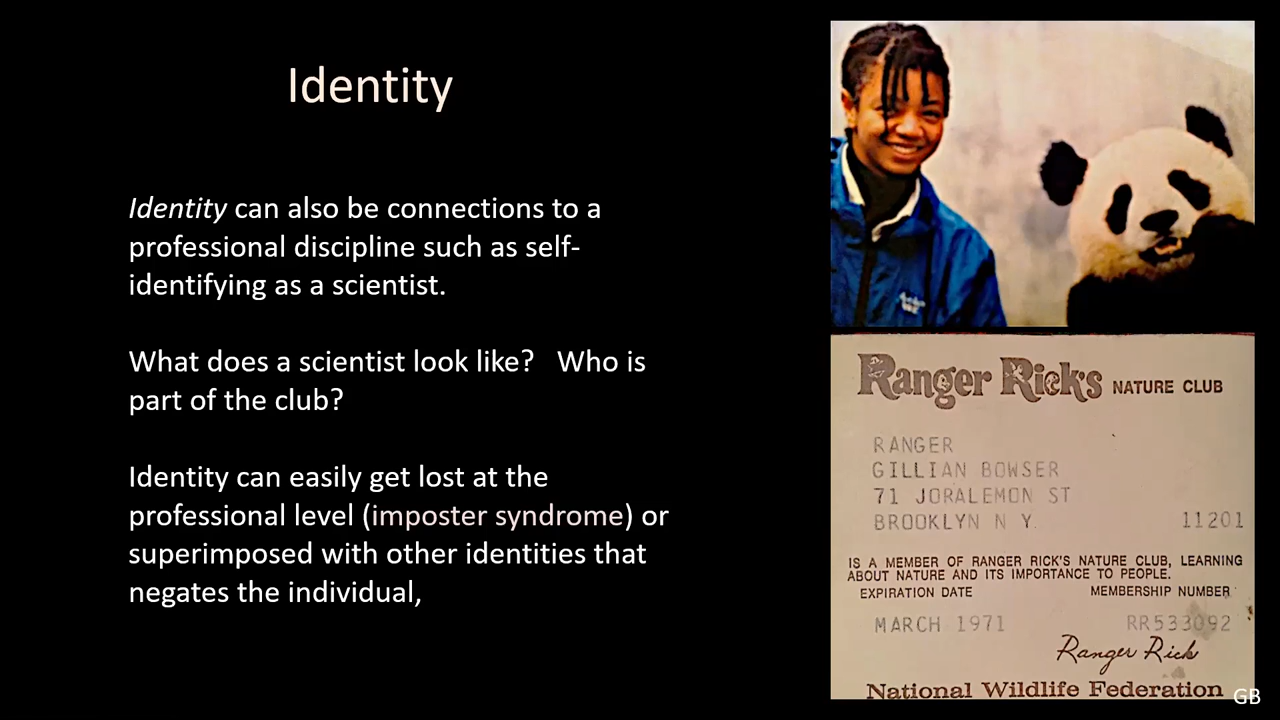 Identity
Identity can also be connections to a
professional discipline such as self-
identifying as a scientist.
What does a scientist look like?   Who is
part of the club?
Identity can easily get lost at the
professional level (imposter syndrome) or
superimposed with other identities that
negates the individual,
Ranger Rick's NATURE CLUB
RANGER
GILLIAN BOWSER
71 JORALEMON ST
BROOKLYN N Y. 11201
IS A MEMBER OF RANGER RICK'S NATURE CLUB, LEARNING
ABOUT NATURE AND ITS IMPORTANCE TO PEOPLE.
EXPIRATION DATE MEMBERSHIP NUMBER
MARCH 1971 RR533092
Ranger Rick
National Wildlife Federation
GB